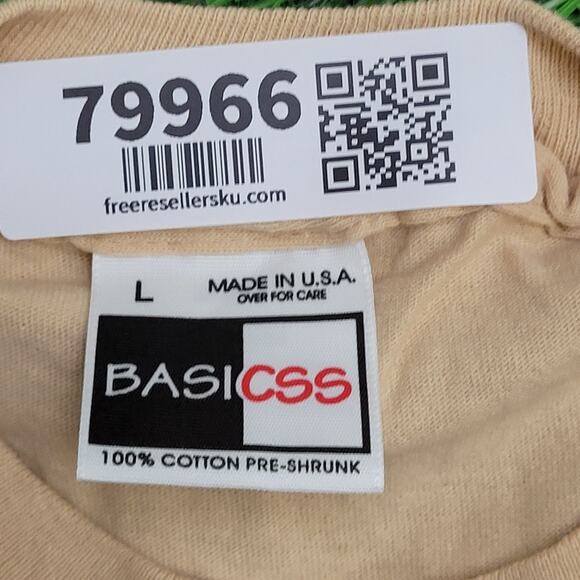 79966
freeresellersku.com
L
MADE IN U.S.A.
OVER FOR CARE
BASICSS
100% COTTON PRE-SHRUNK